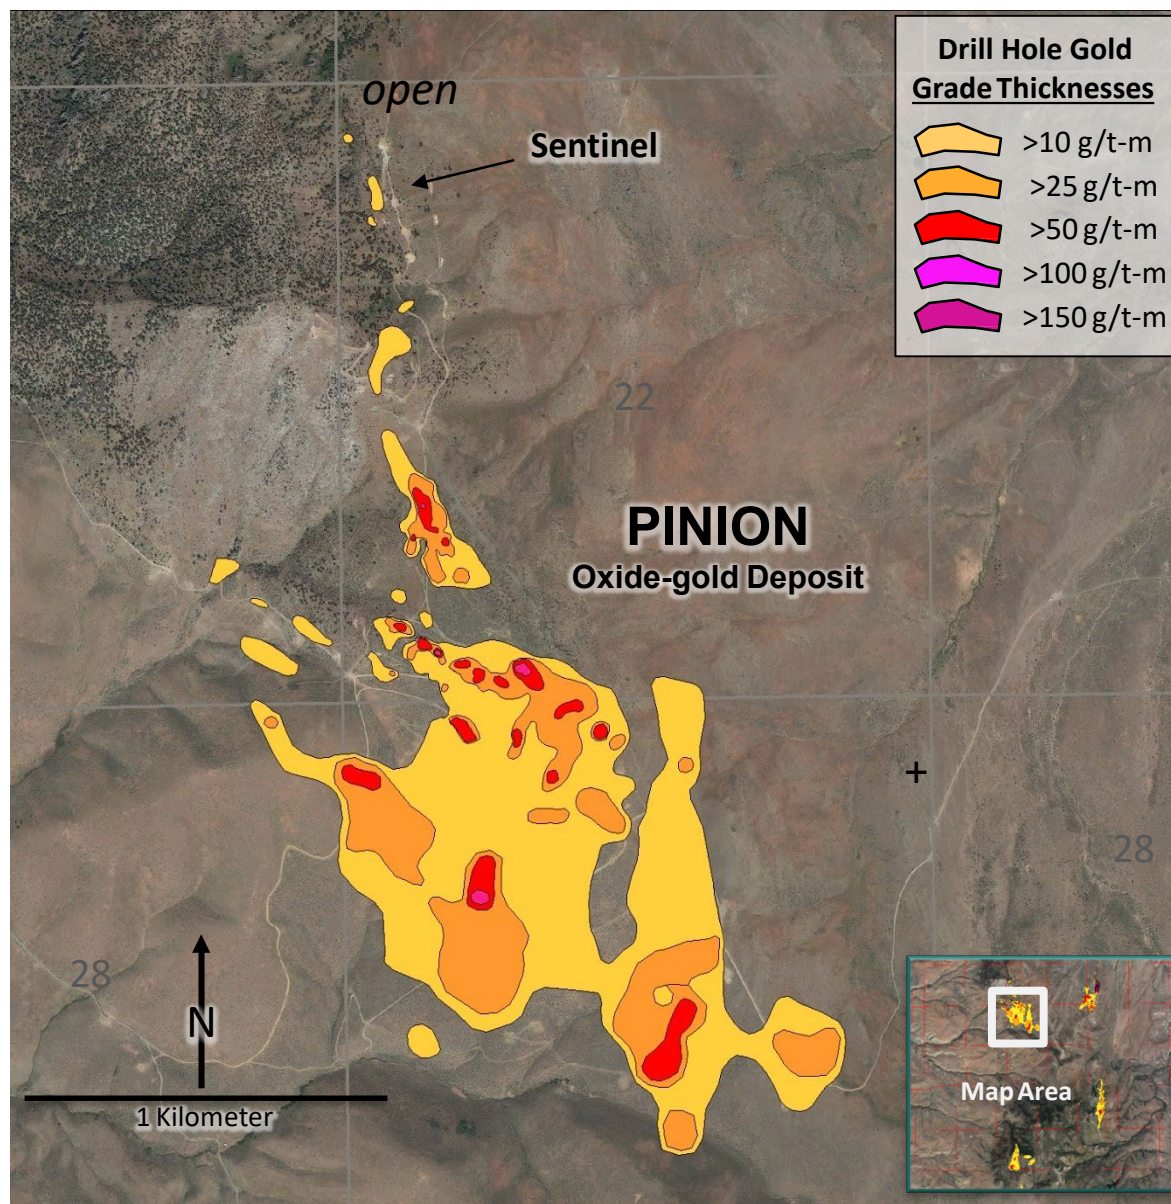 open
Sentinel
Drill Hole Gold
Grade Thicknesses
>10 g/t-m
>25 g/t-m
>50 g/t-m
>100 g/t-m
>150 g/t-m
22
PINION
Oxide-gold Deposit
+
28
28
N
1 Kilometer
Map Area